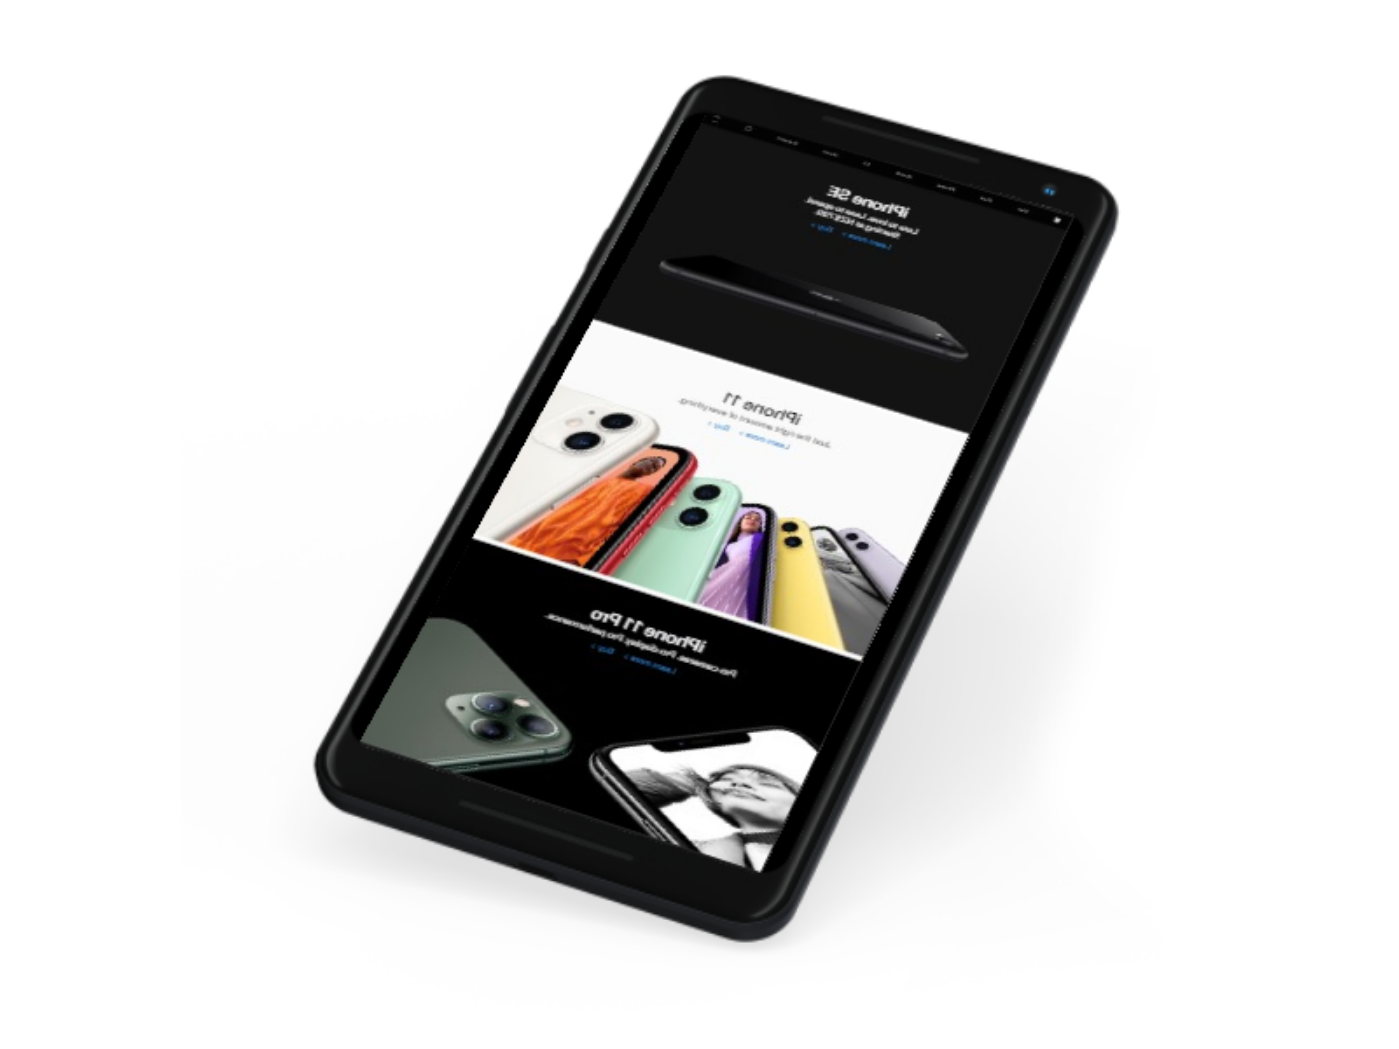 iPhone SE
Lots to love. Less to spend.
Starting at
Learn more > Buy >
iPhone 11
Just the right amount of everything.
Learn more > Buy >
iPhone 11 Pro
Pro cameras. Pro display. Pro performance.
Learn more > Buy >